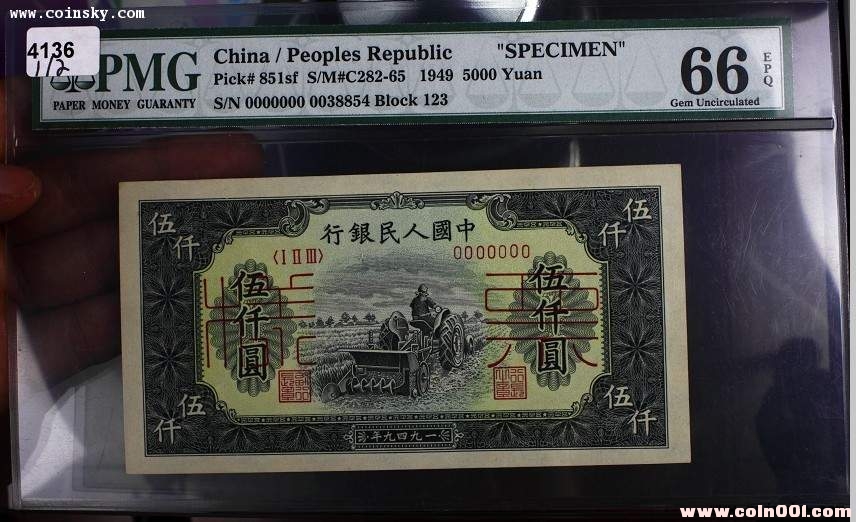 www.coinsky.com
4136
1/2
PMG
PAPER MONEY GUARANTY
China / Peoples Republic "SPECIMEN"
Pick# 851sf S/M#C282-65 1949 5000 Yuan
S/N 0000000 0038854 Block 123
66
EPQ
Gem Uncirculated
伍仟
伍仟
行銀民人國中
〈I II III〉
0000000
伍仟圓
伍仟圓
伍仟
伍仟
年九四九一
www.coin001.com